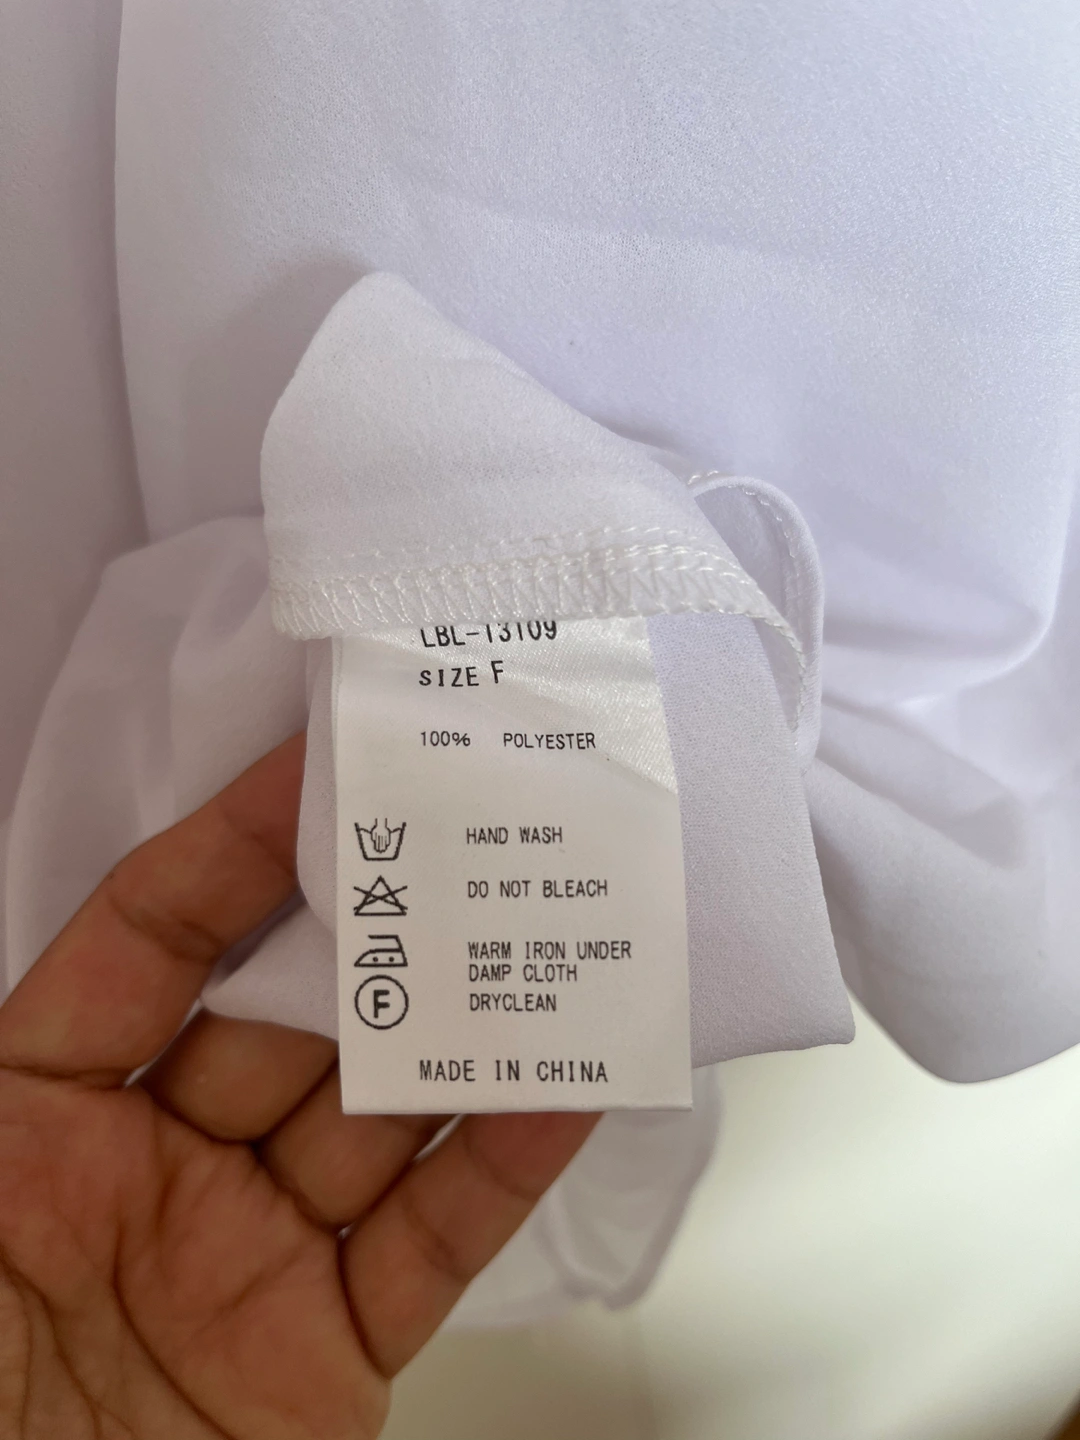 LBL-13109
SIZE F
100% POLYESTER
HAND WASH
DO NOT BLEACH
WARM IRON UNDER
DAMP CLOTH
F DRYCLEAN
MADE IN CHINA